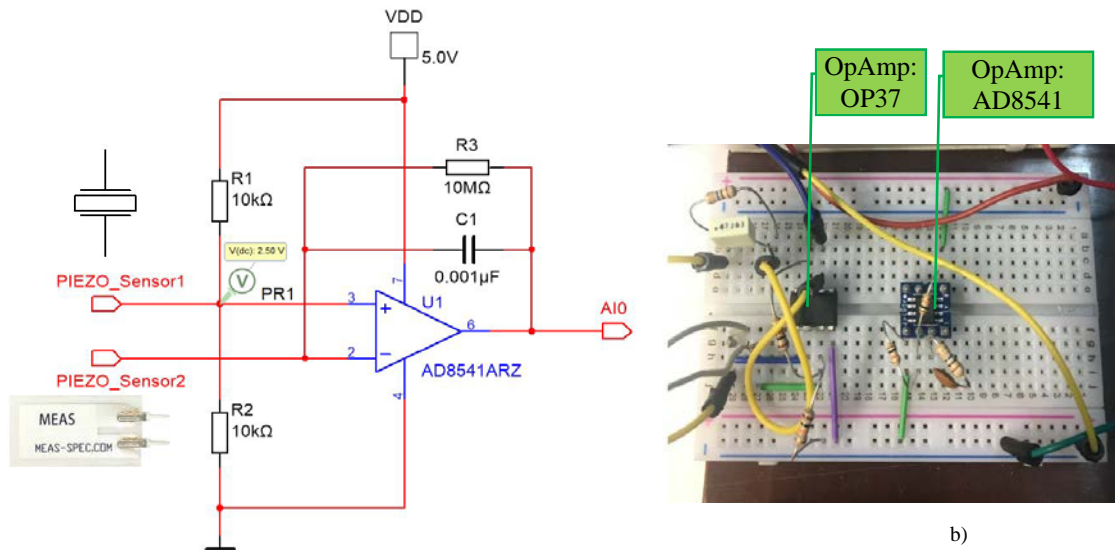 VDD
5.0V
R3
10MΩ
R1
10kΩ
C1
0.001µF
V(dc): 2.50 V
V
PIEZO_Sensor1
PR1
3
7
U1
+
6
AI0
2
−
PIEZO_Sensor2
4
AD8541ARZ
R2
10kΩ
MEAS
MEAS-SPEC.COM
OpAmp:
OP37
OpAmp:
AD8541
b)